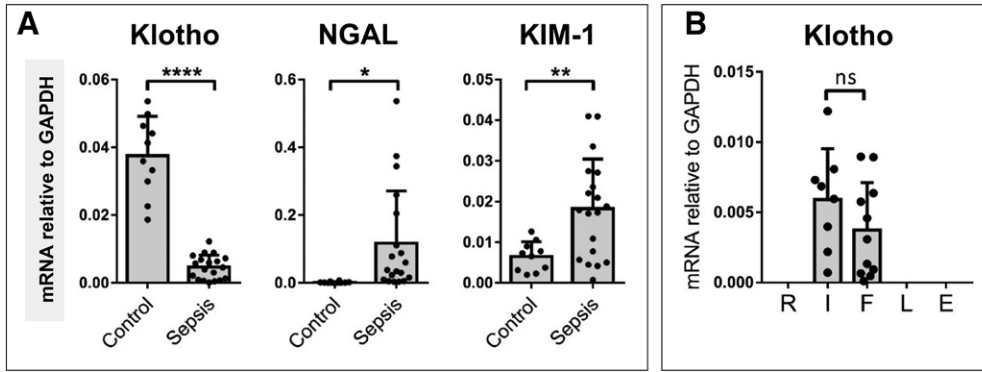 A
Klotho
NGAL
KIM-1
mRNA relative to GAPDH
0.06
0.04
0.02
0.00
****
Control
Sepsis
0.6
0.4
0.2
0.0
*
Control
Sepsis
0.05
0.04
0.03
0.02
0.01
0.00
**
Control
Sepsis
B
Klotho
mRNA relative to GAPDH
0.015
0.010
0.005
0.000
ns
R I F L E